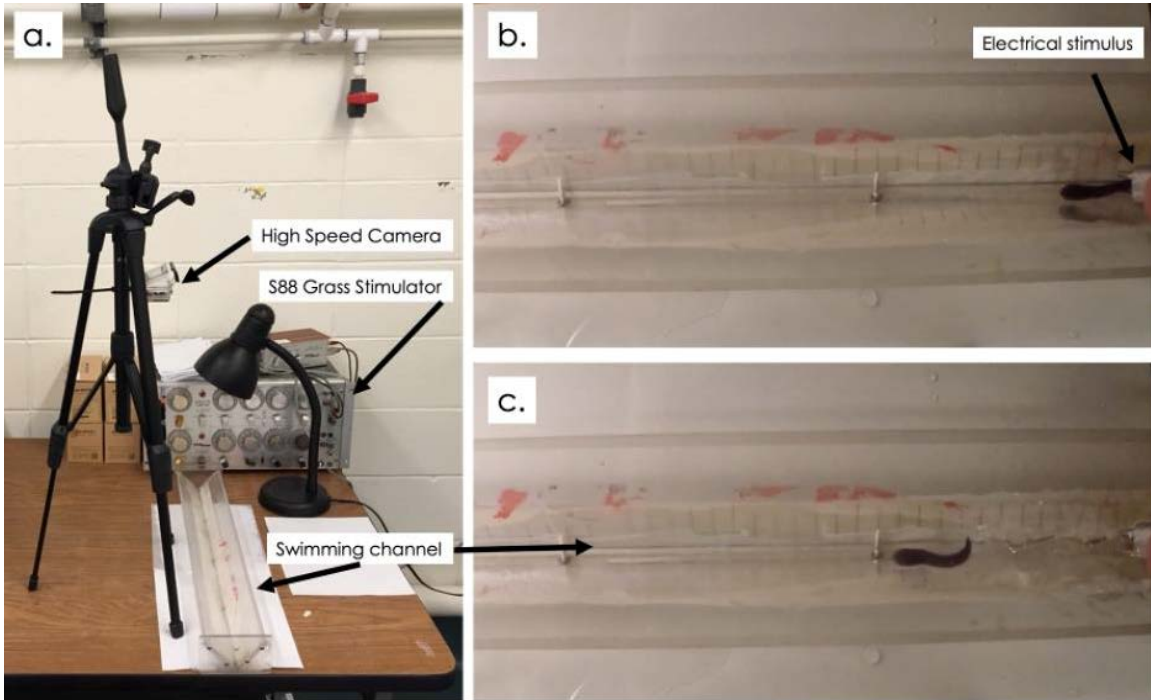 a.
High Speed Camera
S88 Grass Stimulator
Swimming channel
b.
Electrical stimulus
c.